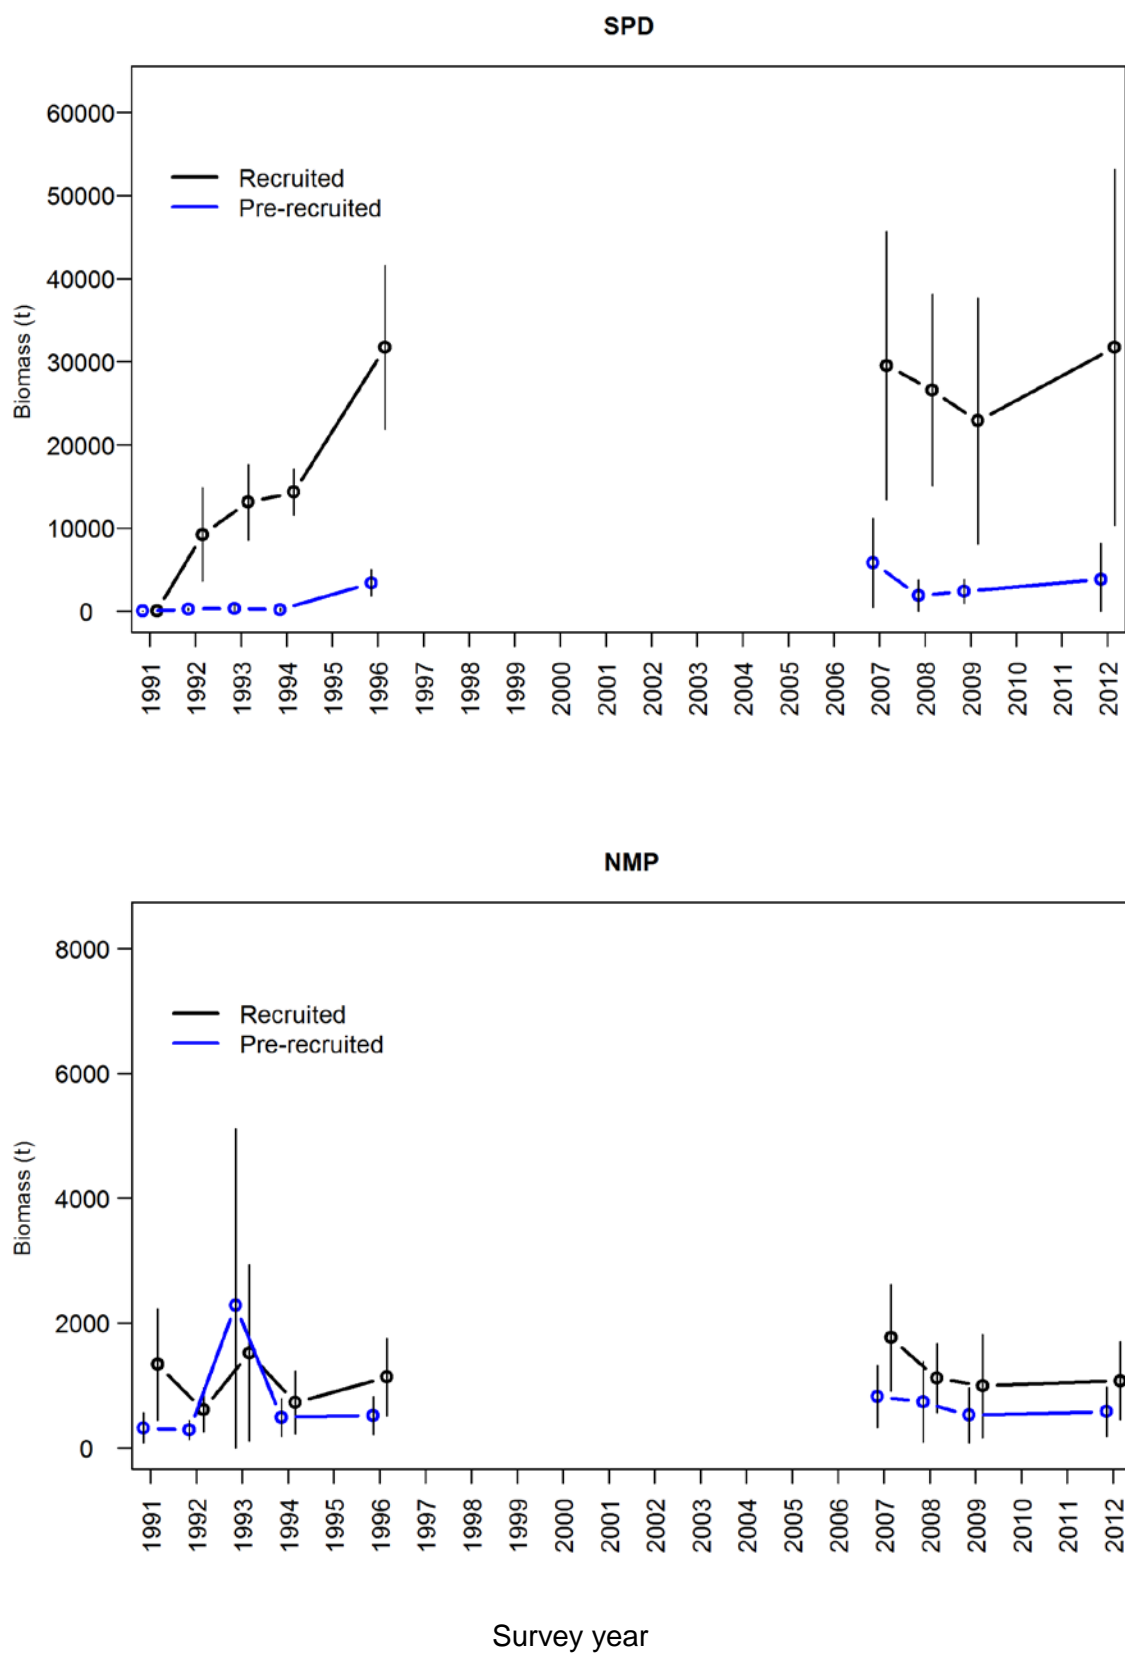 SPD
60000
50000
40000
30000
20000
10000
0
Biomass (t)
Recruited
Pre-recruited
1991 1992 1993 1994 1995 1996 1997 1998 1999 2000 2001 2002 2003 2004 2005 2006 2007 2008 2009 2010 2011 2012
NMP
8000
6000
4000
2000
0
Biomass (t)
Recruited
Pre-recruited
1991 1992 1993 1994 1995 1996 1997 1998 1999 2000 2001 2002 2003 2004 2005 2006 2007 2008 2009 2010 2011 2012
Survey year